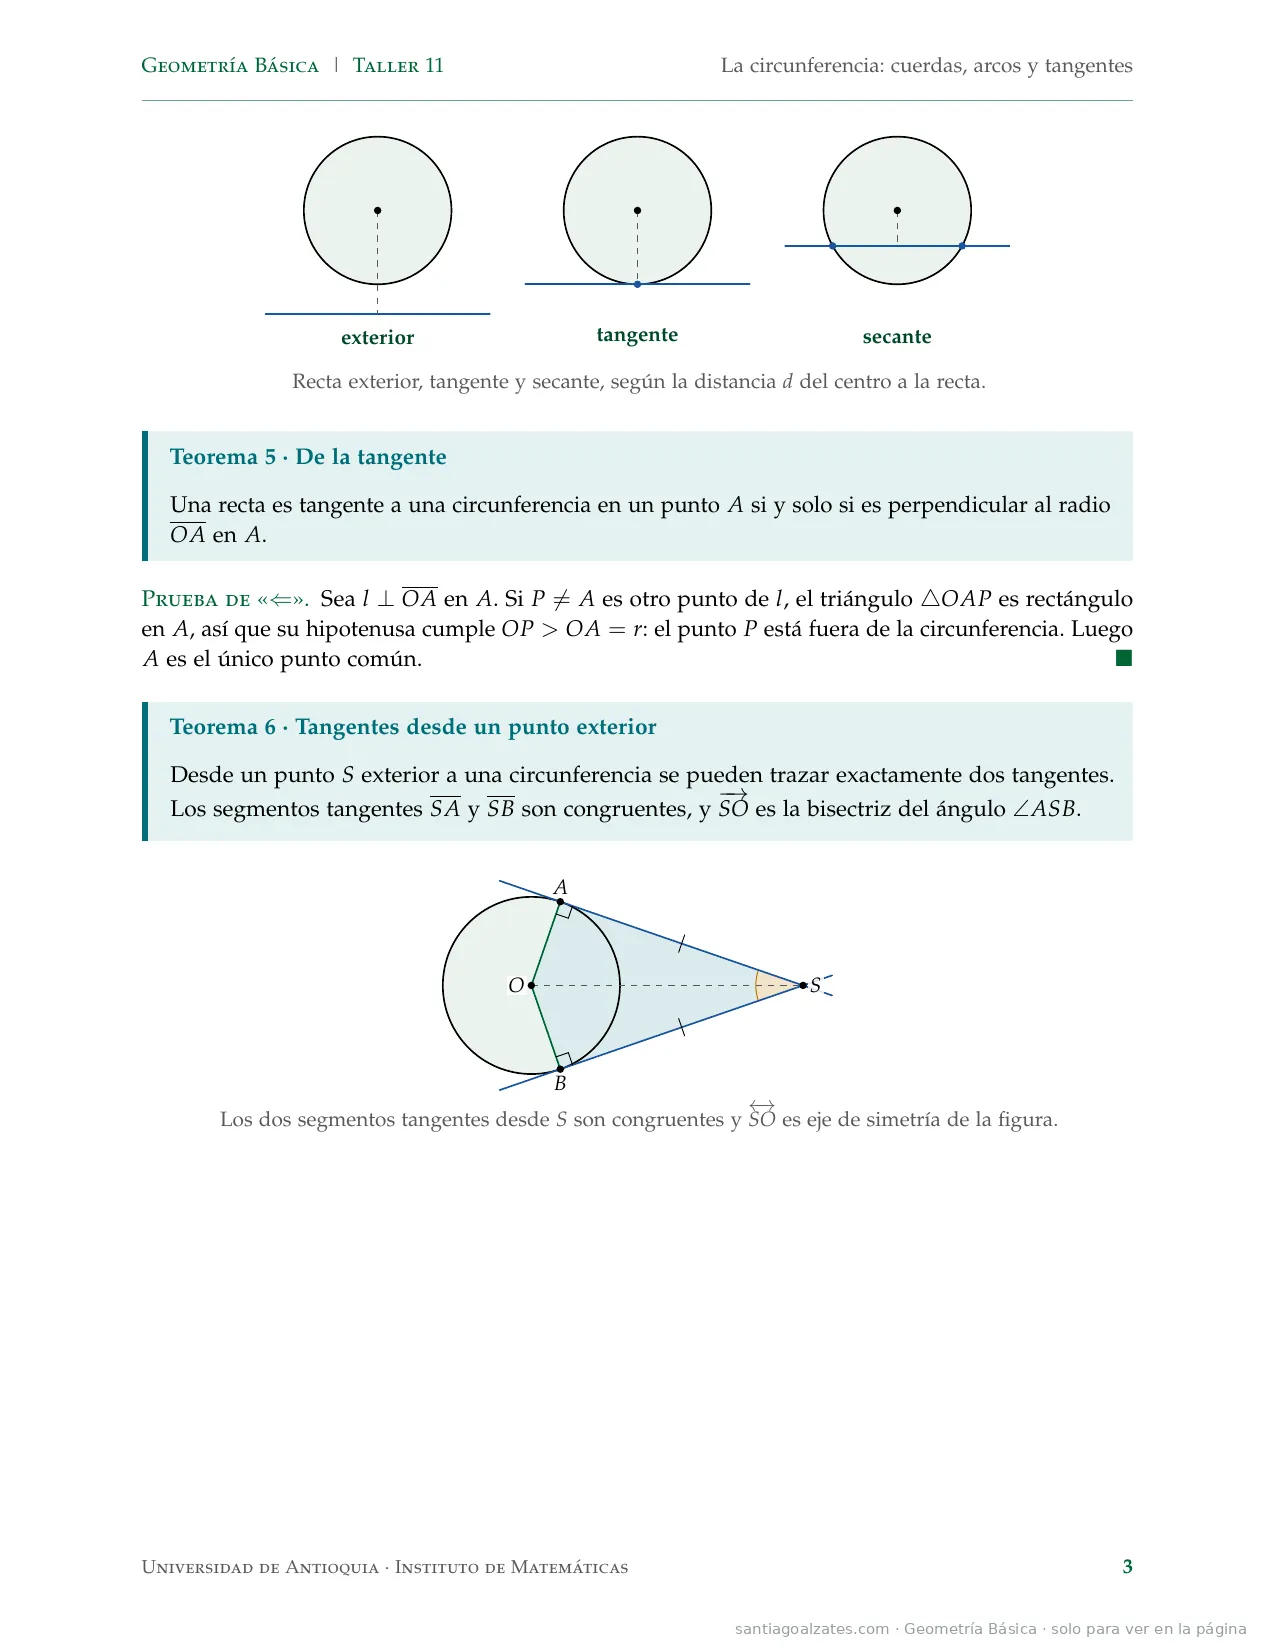 Geometría Básica | Taller 11
La circunferencia: cuerdas, arcos y tangentes
exterior
tangente
secante
Recta exterior, tangente y secante, según la distancia d del centro a la recta.
Teorema 5 · De la tangente
Una recta es tangente a una circunferencia en un punto A si y solo si es perpendicular al radio
$\overline{OA}$ en A.
Prueba de «⇐». Sea l ⊥ $\overline{OA}$ en A. Si P ≠ A es otro punto de l, el triángulo △OAP es rectángulo
en A, así que su hipotenusa cumple OP > OA = r: el punto P está fuera de la circunferencia. Luego
A es el único punto común. ■
Teorema 6 · Tangentes desde un punto exterior
Desde un punto S exterior a una circunferencia se pueden trazar exactamente dos tangentes.
Los segmentos tangentes $\overline{SA}$ y $\overline{SB}$ son congruentes, y $\overrightarrow{SO}$ es la bisectriz del ángulo ∠ASB.
A
O
S
B
Los dos segmentos tangentes desde S son congruentes y $\overleftrightarrow{SO}$ es eje de simetría de la figura.
Universidad de Antioquia · Instituto de Matemáticas
3
santiagoalzates.com · Geometría Básica · solo para ver en la página